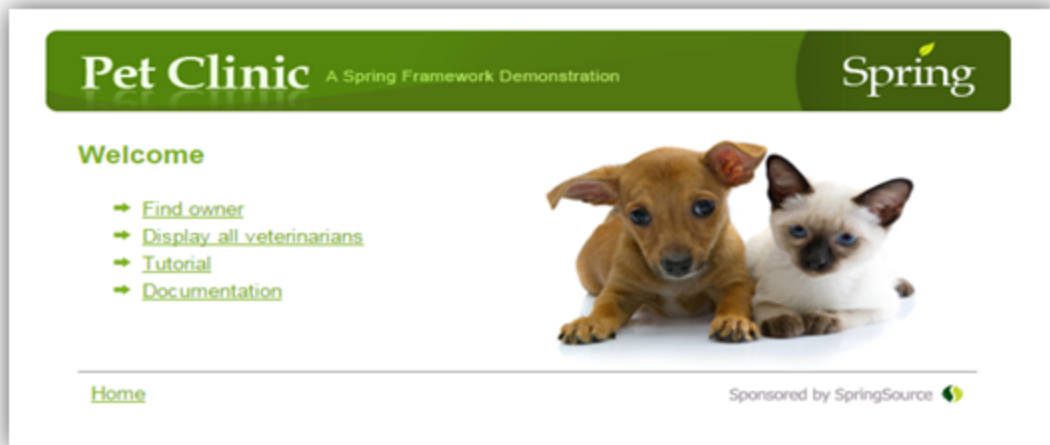 Pet Clinic A Spring Framework Demonstration Spring
Welcome
Find owner
Display all veterinarians
Tutorial
Documentation
Home Sponsored by SpringSource